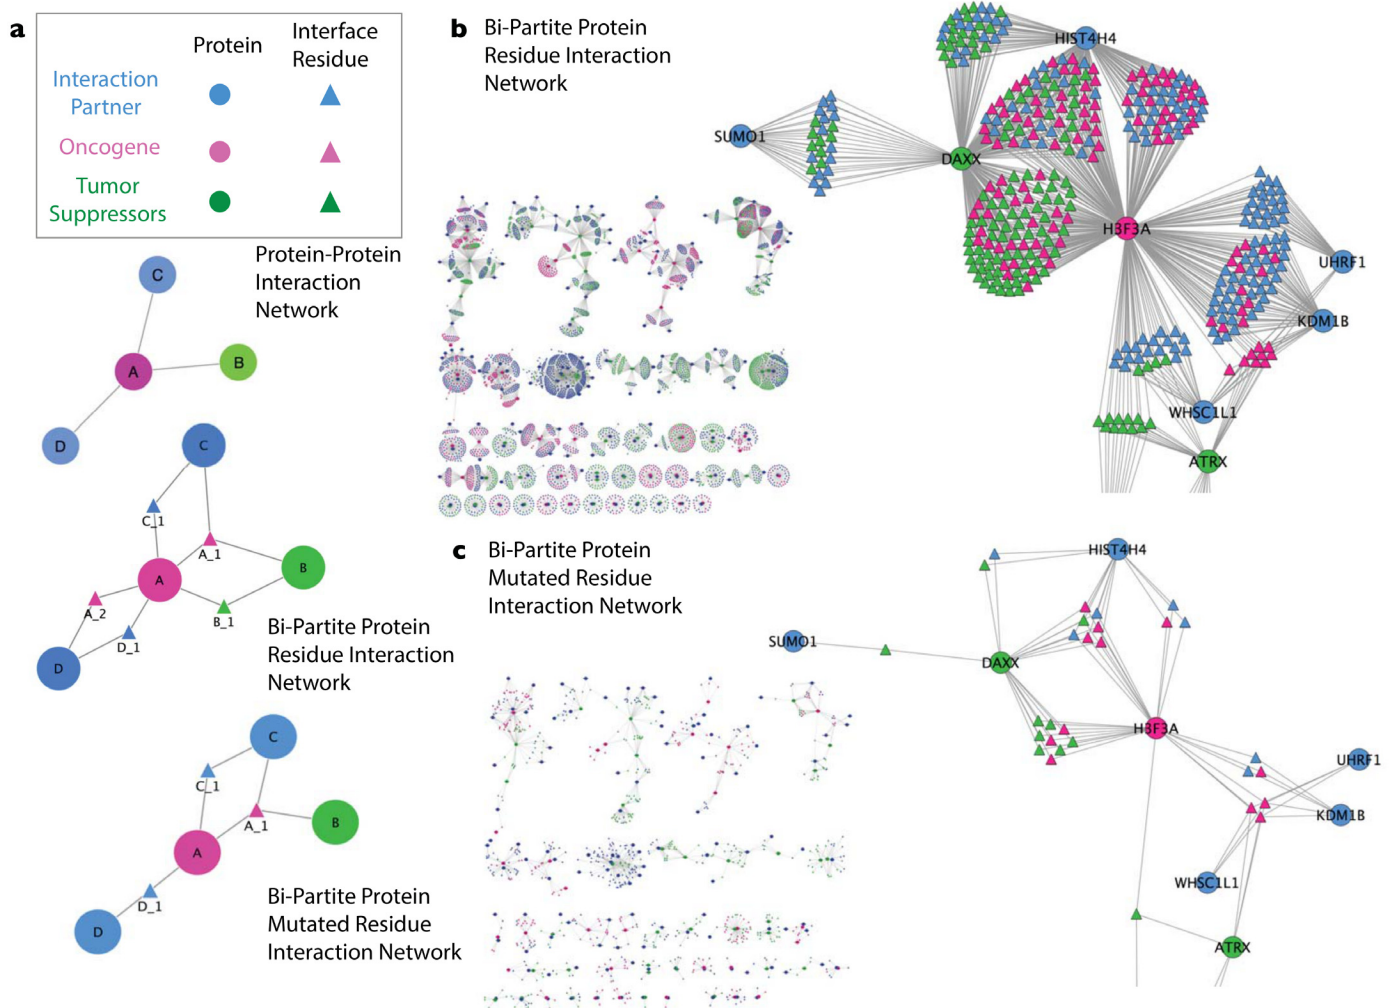 a
Protein
Interface
Residue
Interaction
Partner
Oncogene
Tumor
Suppressors
Protein-Protein
Interaction
Network
C
B
A
D
C
C_1
A_1
B
A
A_2
B_1
D_1
D
Bi-Partite Protein
Residue Interaction
Network
C
C_1
A_1
B
A
D_1
D
Bi-Partite Protein
Mutated Residue
Interaction Network
b
Bi-Partite Protein
Residue Interaction
Network
HIST4H4
SUMO1
DAXX
H3F3A
UHRF1
KDM1B
WHSC1L1
ATRX
c
Bi-Partite Protein
Mutated Residue
Interaction Network
HIST4H4
SUMO1
DAXX
H3F3A
UHRF1
KDM1B
WHSC1L1
ATRX